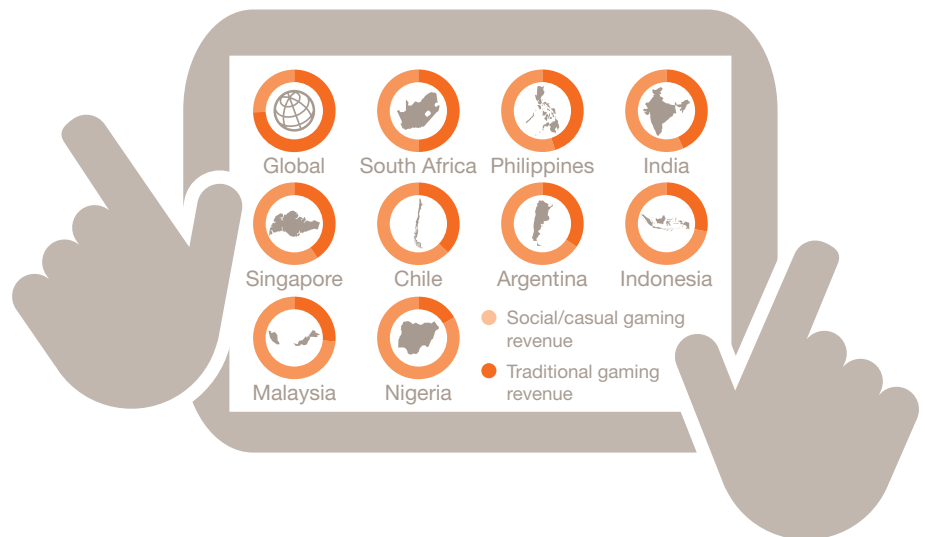 Global
South Africa
Philippines
India
Singapore
Chile
Argentina
Indonesia
Malaysia
Nigeria
Social/casual gaming
revenue
Traditional gaming
revenue